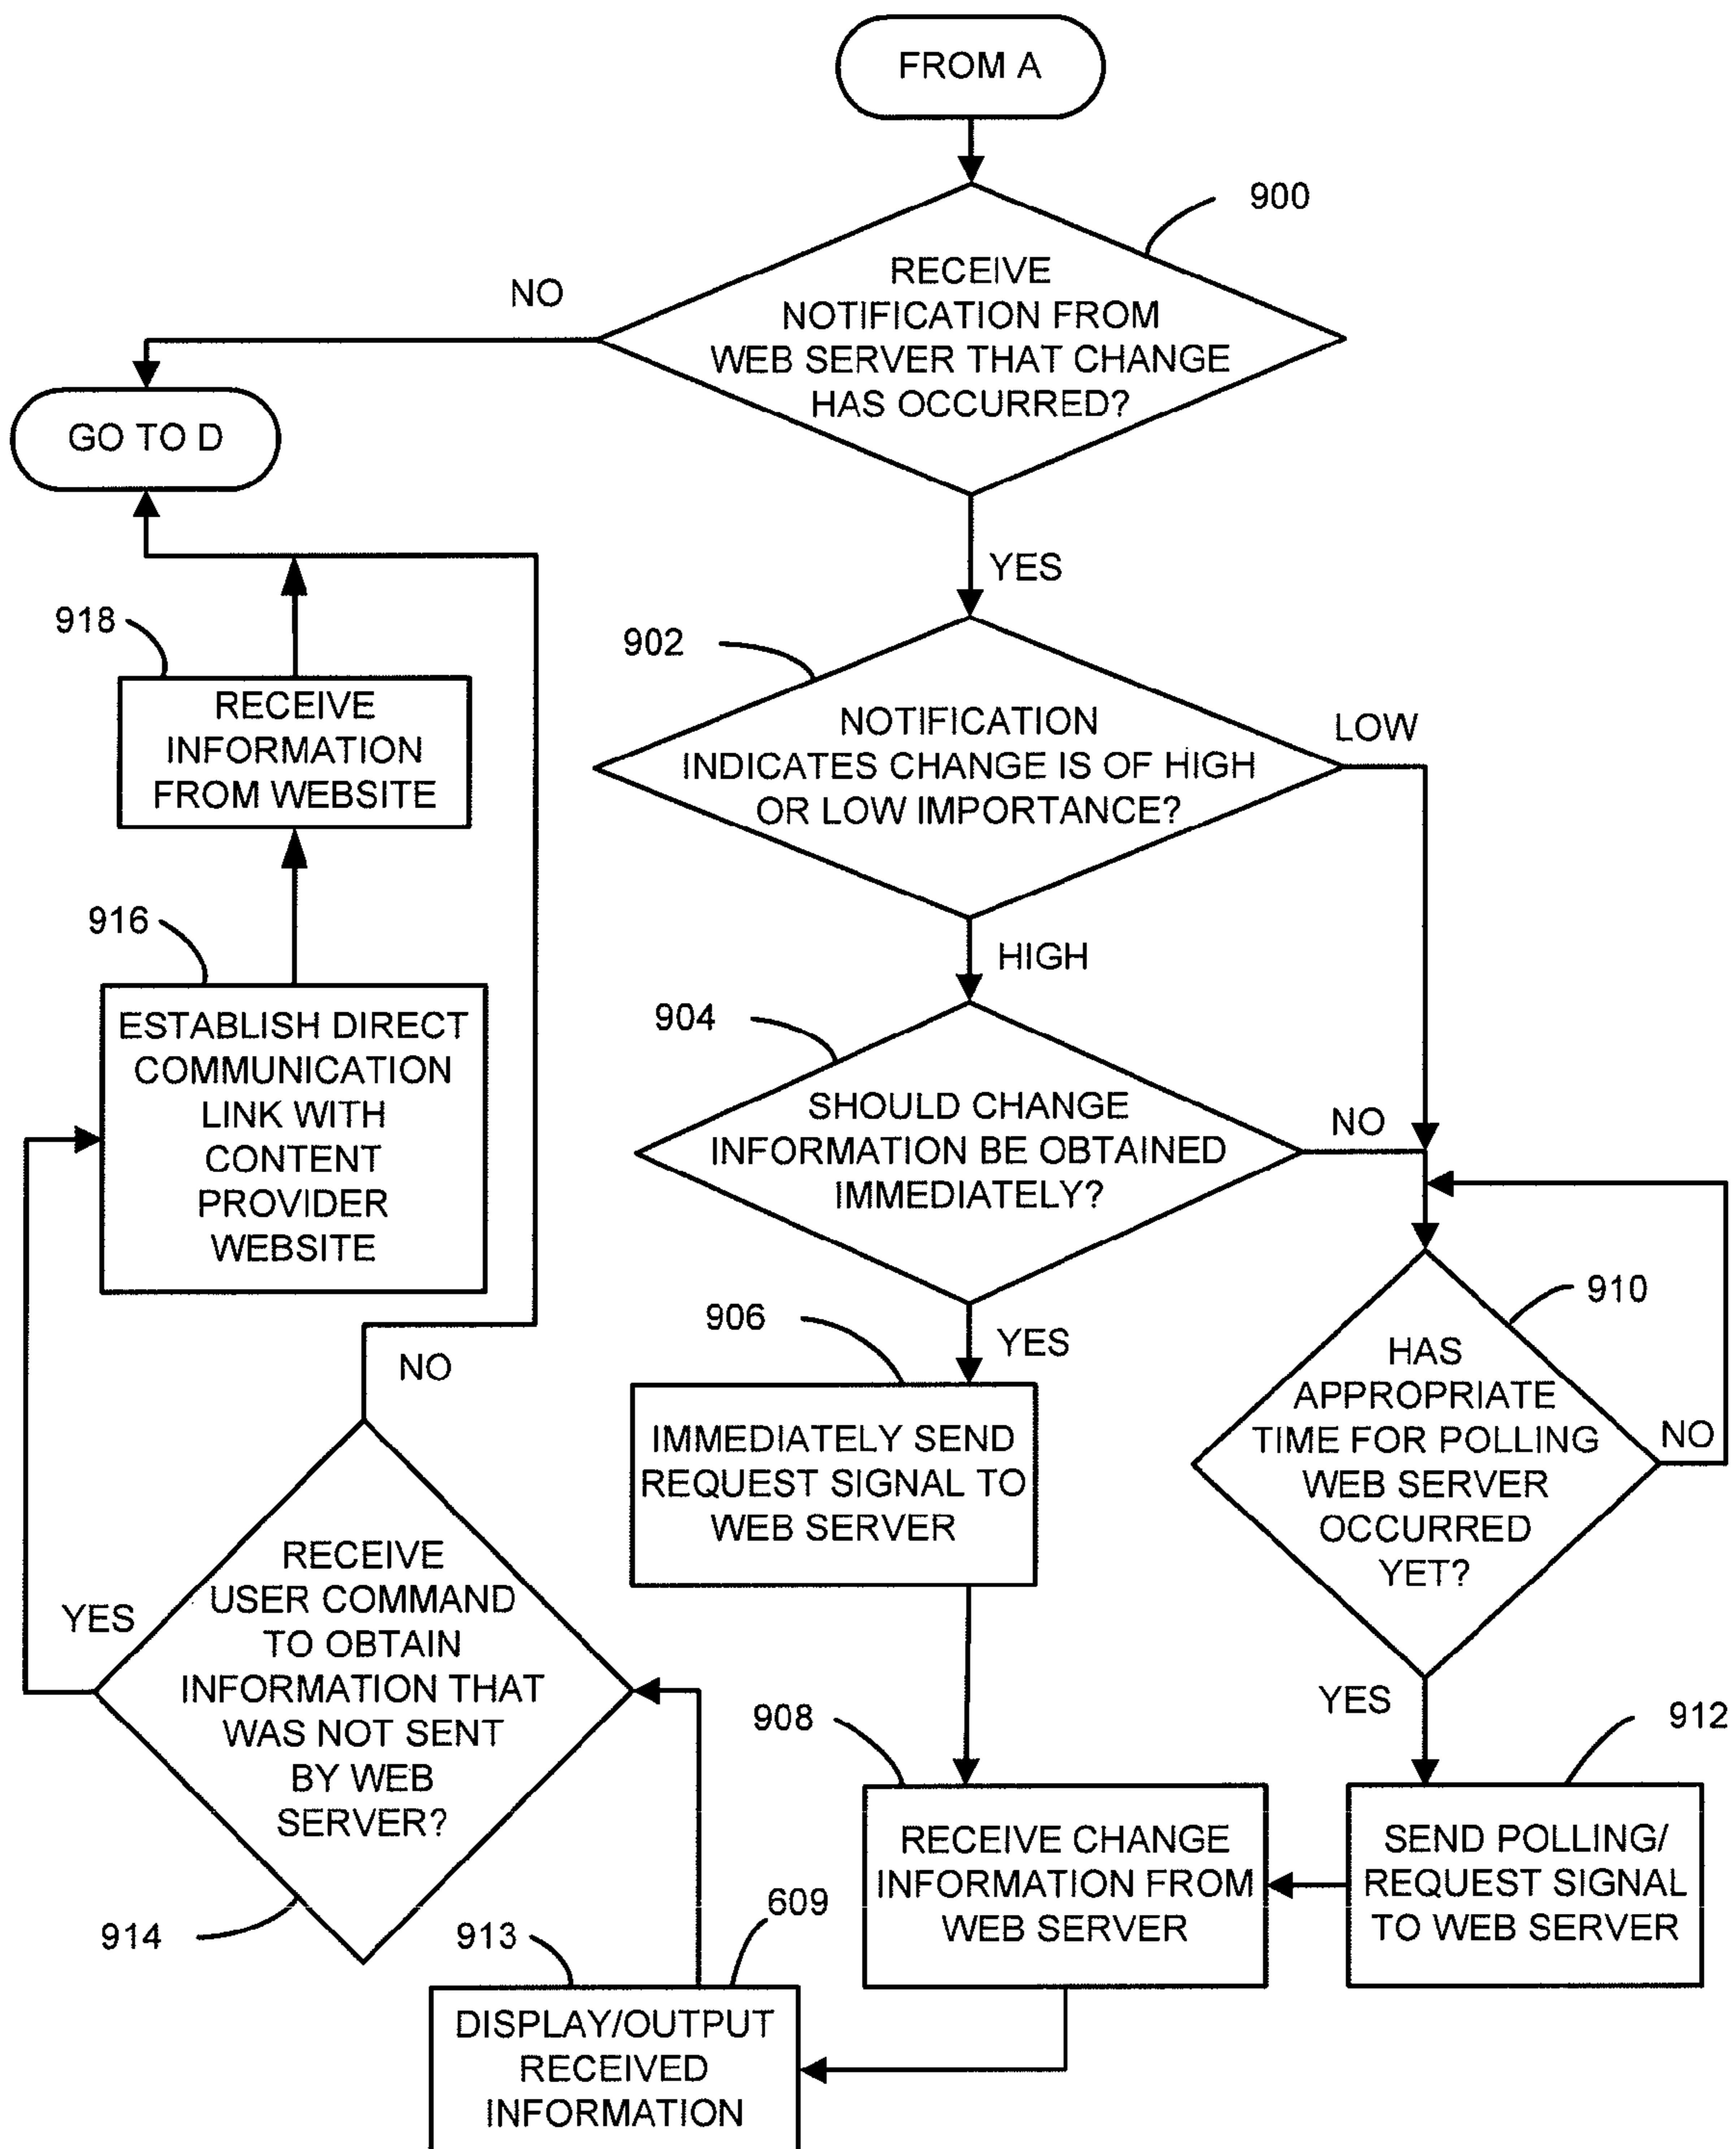 FROM A
900
RECEIVE
NOTIFICATION FROM
WEB SERVER THAT CHANGE
HAS OCCURRED?
NO
GO TO D
YES
902
NOTIFICATION
INDICATES CHANGE IS OF HIGH
OR LOW IMPORTANCE?
LOW
HIGH
904
SHOULD CHANGE
INFORMATION BE OBTAINED
IMMEDIATELY?
NO
YES
906
IMMEDIATELY SEND
REQUEST SIGNAL TO
WEB SERVER
910
HAS
APPROPRIATE
TIME FOR POLLING
WEB SERVER
OCCURRED
YET?
NO
YES
912
SEND POLLING/
REQUEST SIGNAL
TO WEB SERVER
908
RECEIVE CHANGE
INFORMATION FROM
WEB SERVER
913
609
DISPLAY/OUTPUT
RECEIVED
INFORMATION
914
RECEIVE
USER COMMAND
TO OBTAIN
INFORMATION THAT
WAS NOT SENT
BY WEB
SERVER?
NO
YES
916
ESTABLISH DIRECT
COMMUNICATION
LINK WITH
CONTENT
PROVIDER
WEBSITE
918
RECEIVE
INFORMATION
FROM WEBSITE